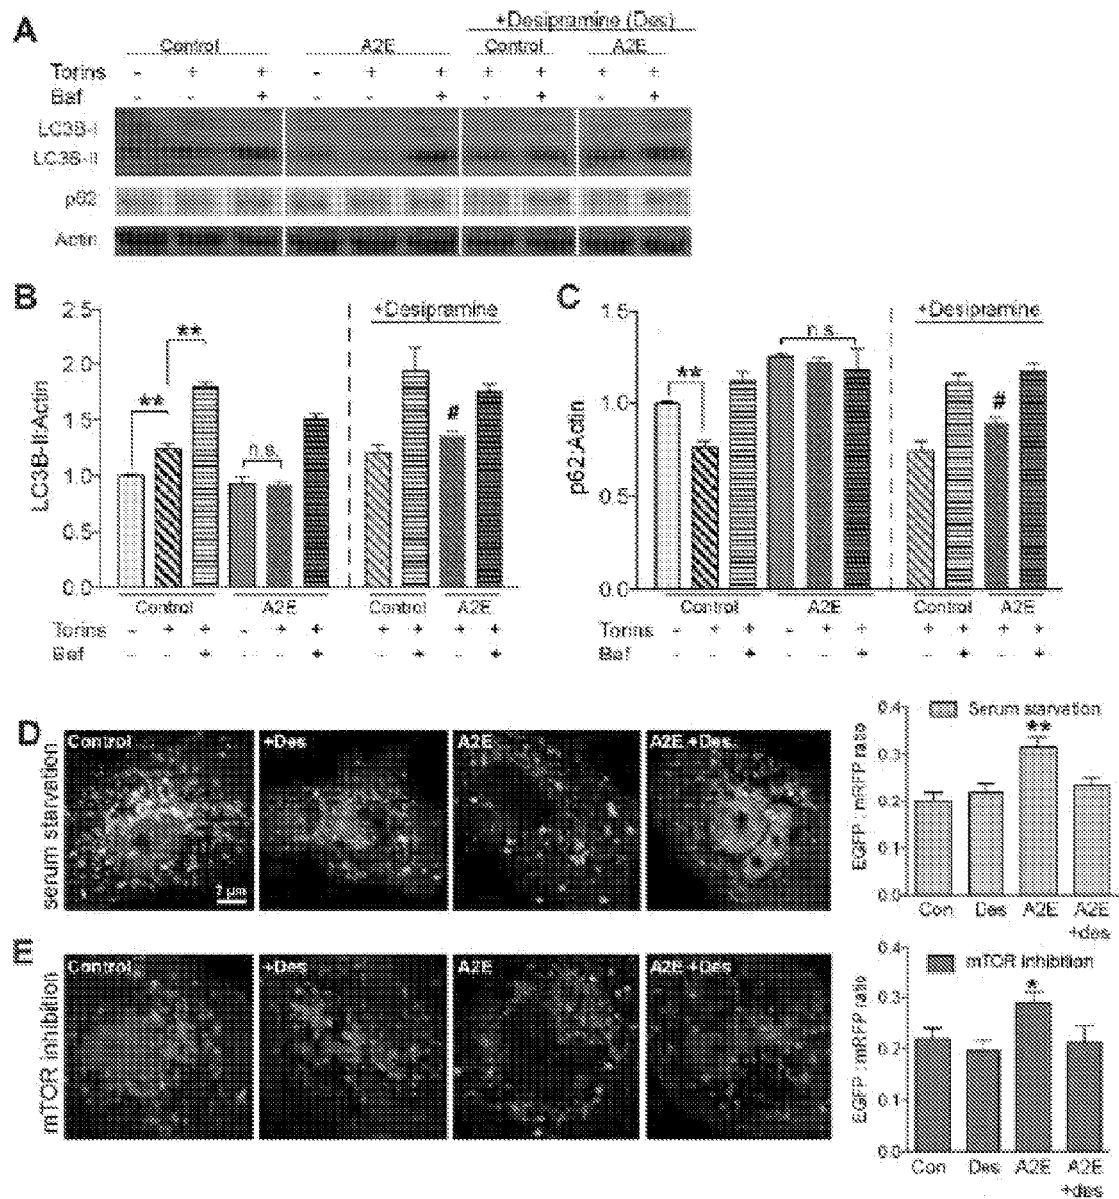 A
+Desipramine (Des)
Control A2E Control A2E
Torins - + + - + + + + + +
Baf - - + - - + - + - +
LC3B-I
LC3B-II
p62
Actin
B
LC3B-II:Actin
2.5
2.0
1.5
1.0
0.5
0.0
** ** n.s. #
+Desipramine
Control A2E Control A2E
Torins - + + - + + + + + +
Baf - - + - - + - + - +
C
p62:Actin
1.5
1.0
0.5
0.0
** n.s. #
+Desipramine
Control A2E Control A2E
Torins - + + - + + + + + +
Baf - - + - - + - + - +
D
serum starvation
Control +Des A2E A2E +Des
EGFP : mRFP ratio
0.4
0.3
0.2
0.1
0.0
Serum starvation
**
Con Des A2E A2E
+des
E
mTOR inhibition
Control +Des A2E A2E +Des
EGFP : mRFP ratio
0.4
0.3
0.2
0.1
0.0
mTOR inhibition
*
Con Des A2E A2E
+des